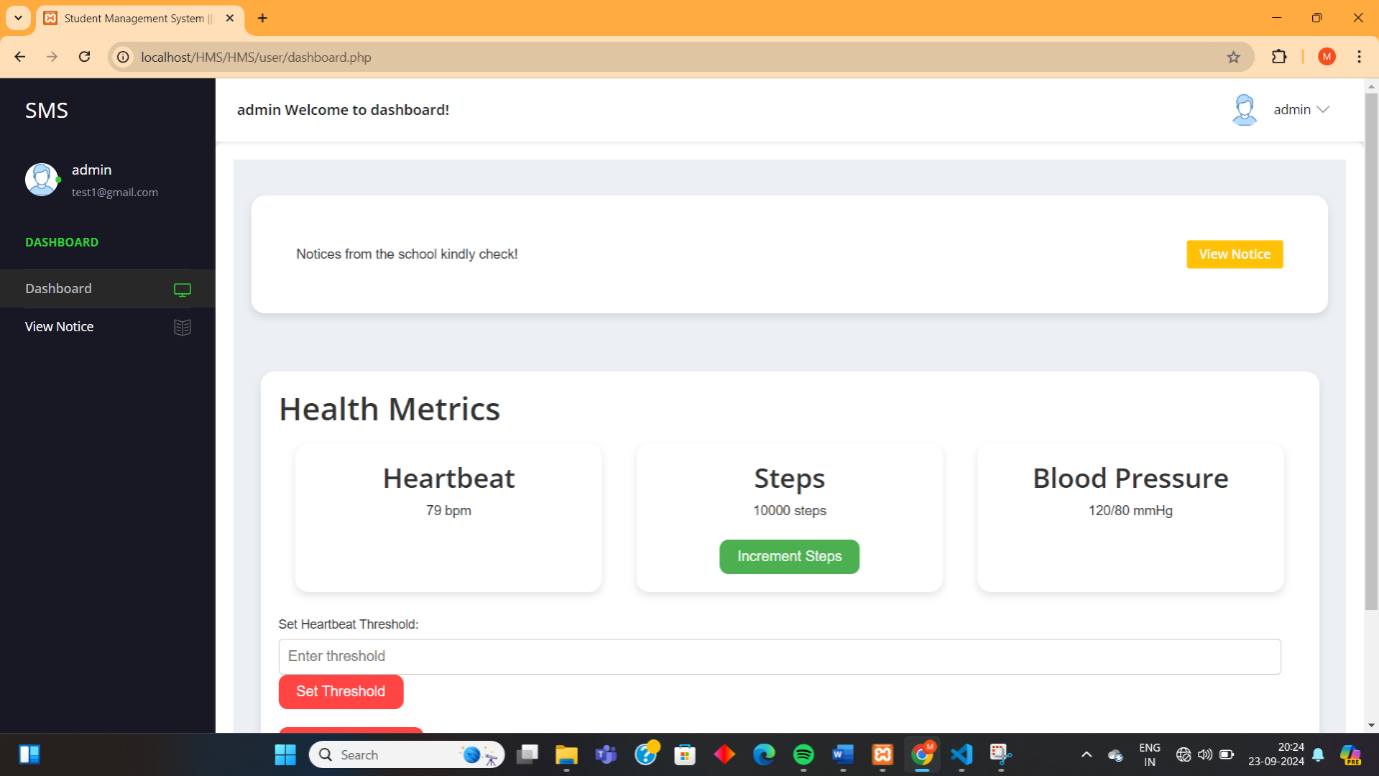 Student Management System ||
localhost/HMS/HMS/user/dashboard.php
M
SMS
admin Welcome to dashboard!
admin
admin
test1@gmail.com
DASHBOARD
Dashboard
View Notice
Notices from the school kindly check!
View Notice
Health Metrics
Heartbeat
79 bpm
Steps
10000 steps
Increment Steps
Blood Pressure
120/80 mmHg
Set Heartbeat Threshold:
Enter threshold
Set Threshold
Search
M
ENG
IN
20:24
23-09-2024
PRE